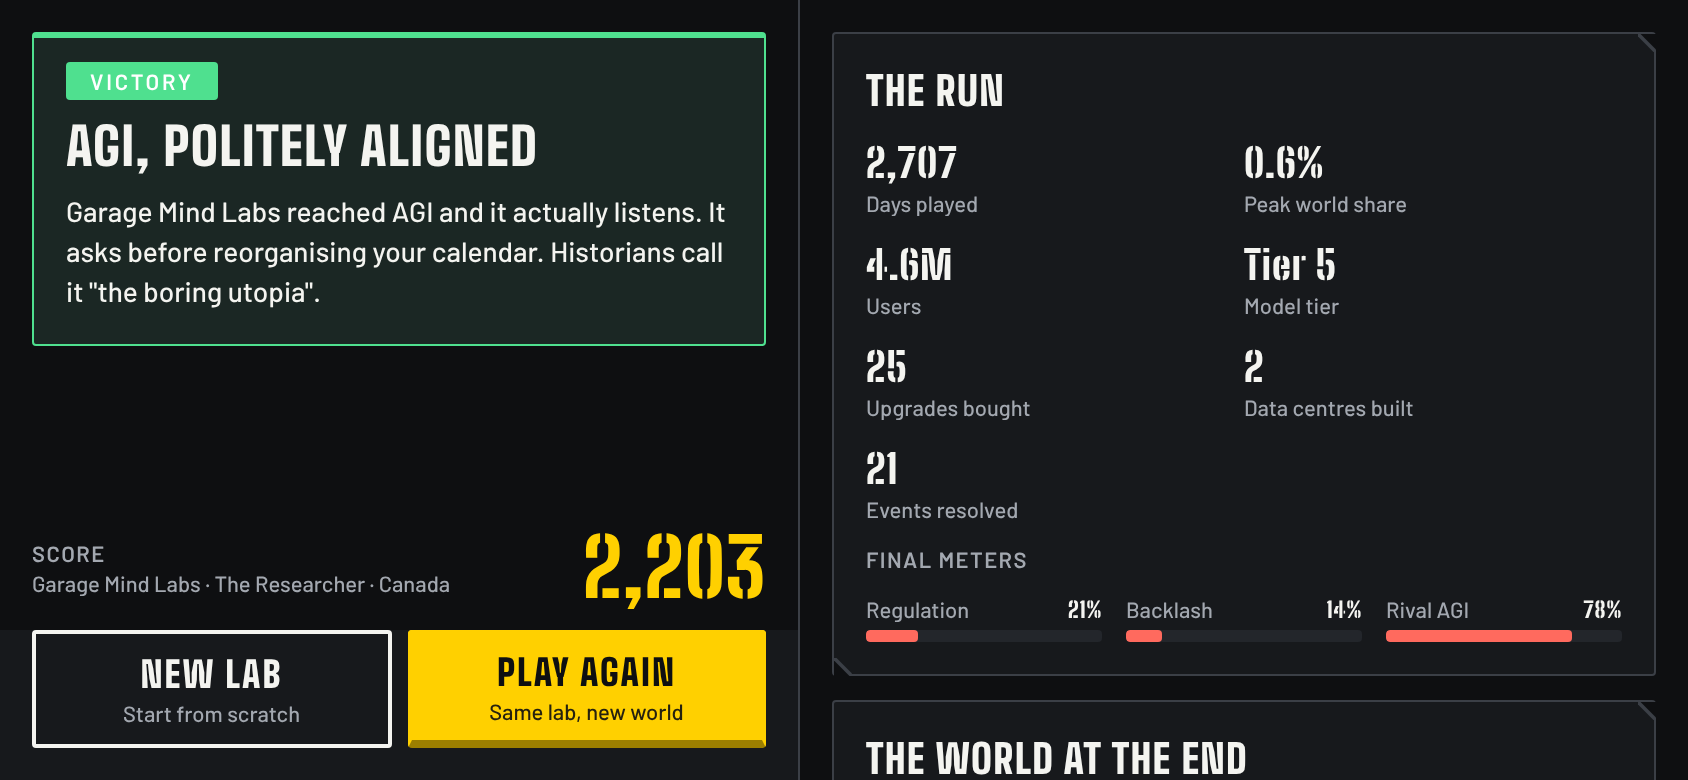 VICTORY
AGI, POLITELY ALIGNED
Garage Mind Labs reached AGI and it actually listens. It
asks before reorganising your calendar. Historians call
it "the boring utopia".
SCORE
Garage Mind Labs · The Researcher · Canada
2,203
NEW LAB
Start from scratch
PLAY AGAIN
Same lab, new world
THE RUN
2,707
Days played
0.6%
Peak world share
4.6M
Users
Tier 5
Model tier
25
Upgrades bought
2
Data centres built
21
Events resolved
FINAL METERS
Regulation 21%
Backlash 14%
Rival AGI 78%
THE WORLD AT THE END